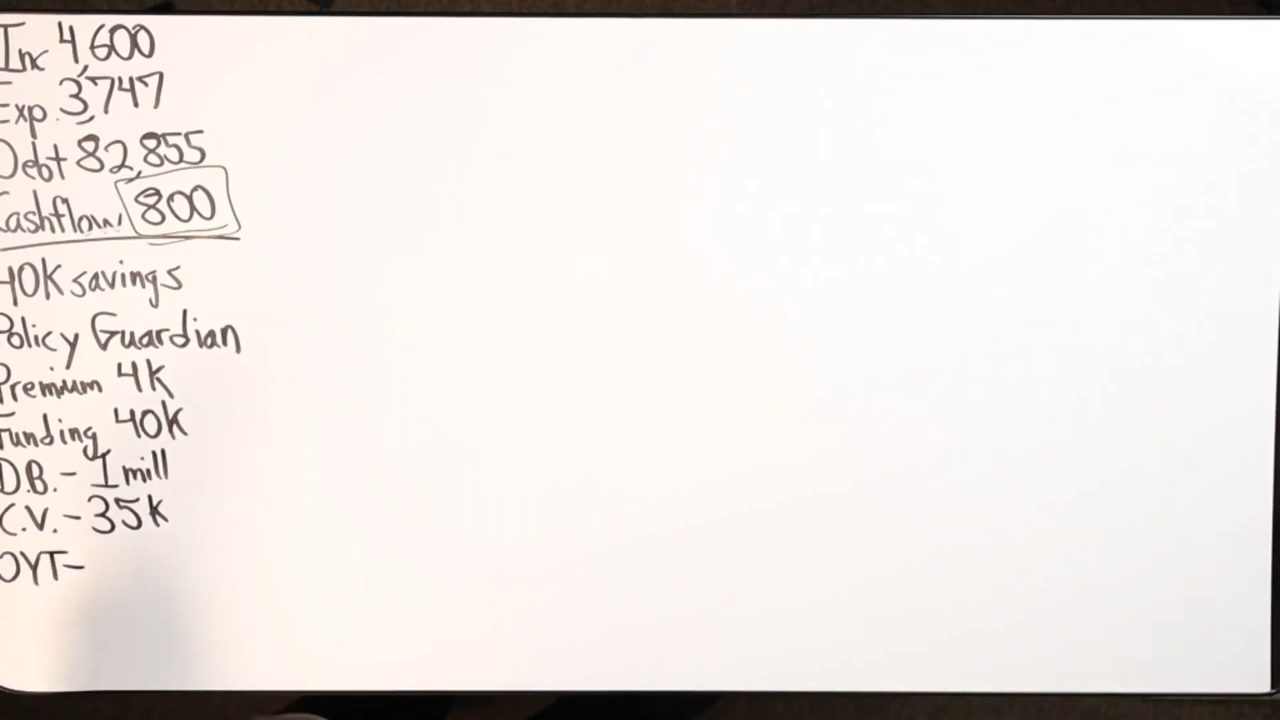 Inc 4,600
Exp. 3,747
Debt 82,855
Cashflow 800
40K savings
Policy Guardian
Premium 4K
Funding 40K
D.B. - 1 mill
C.V. - 35K
OYT-